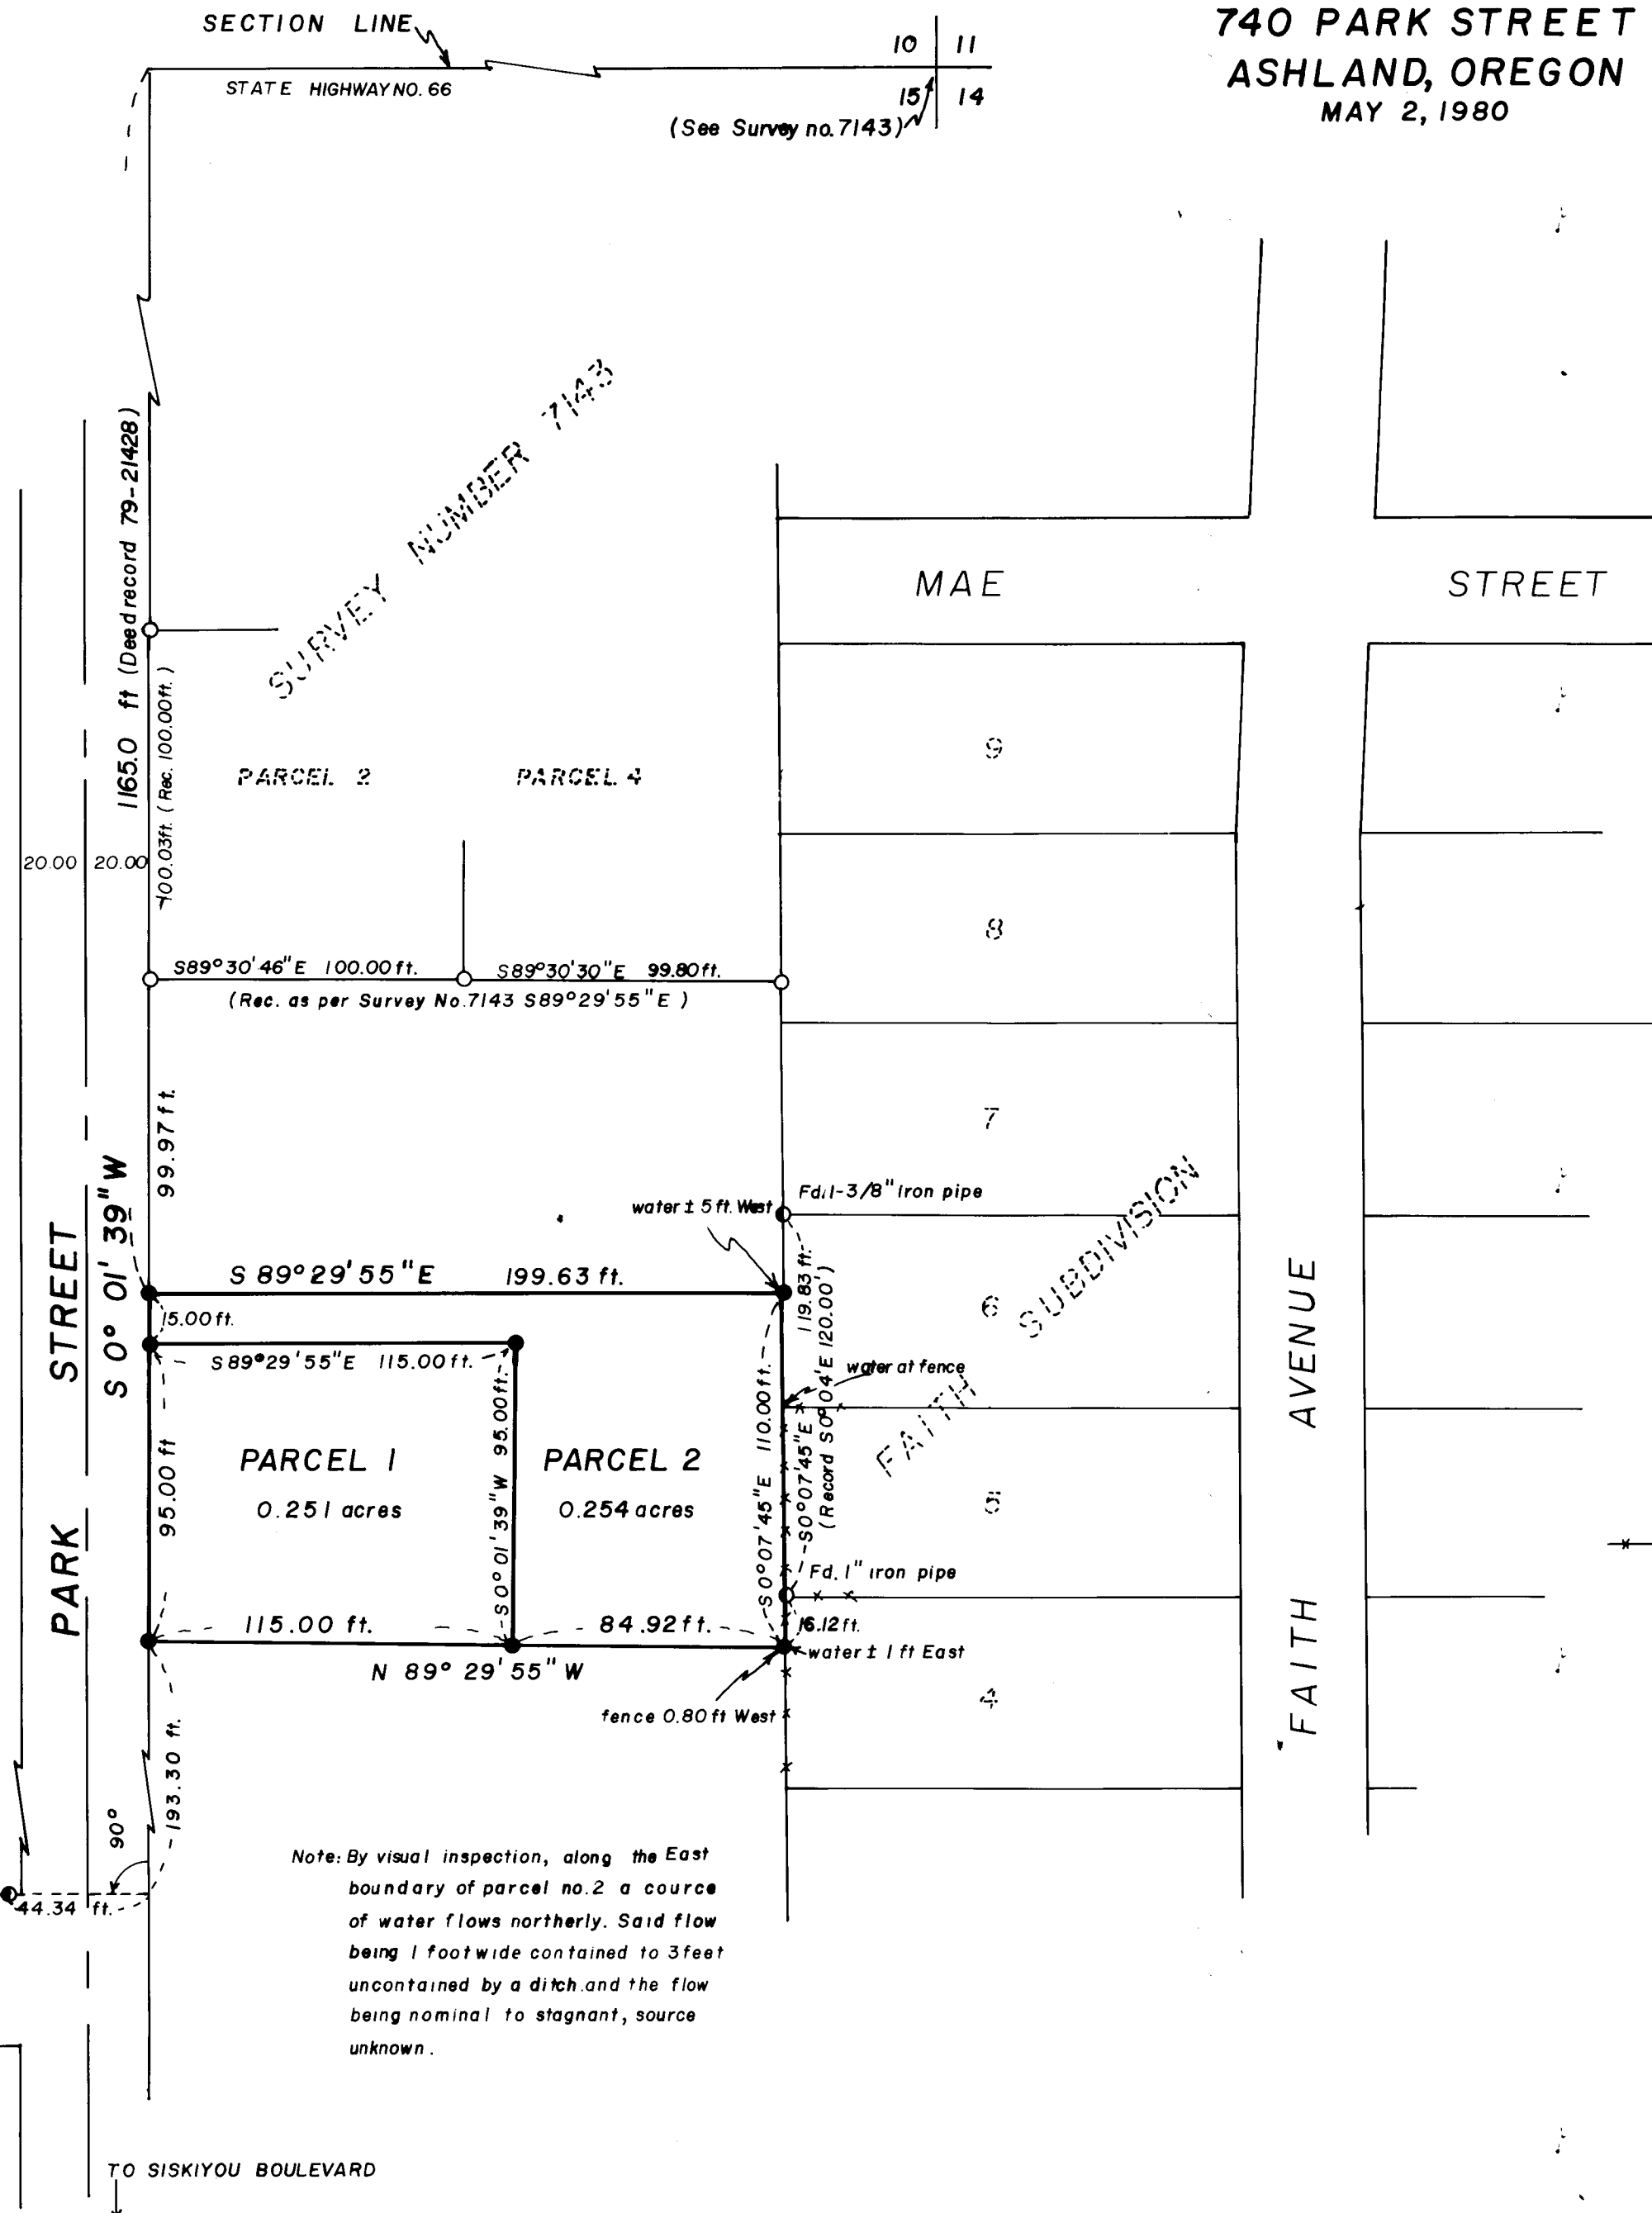 740 PARK STREET
ASHLAND, OREGON
MAY 2, 1980
SECTION LINE
STATE HIGHWAY NO. 66
10 11
15 14
(See Survey no. 7143)
SURVEY NUMBER 7143
1165.0 ft (Deed record 79-21428)
100.03ft. (Rec. 100.00ft.)
20.00 20.00
PARCEL 2
PARCEL 4
MAE STREET
9
8
7
6
5
4
S89°30'46"E 100.00 ft.
S89°30'30"E 99.80ft.
(Rec. as per Survey No. 7143 S89°29'55"E)
99.97 ft.
S 0° 01' 39" W
PARK STREET
water ± 5 ft. West
Fd. 1-3/8" iron pipe
S 89° 29' 55" E 199.63 ft.
15.00 ft.
S89°29'55"E 115.00 ft.
119.83 ft.
(Record S0°04'E 120.00')
S0°07'45"E
water at fence
FAITH SUBDIVISION
FAITH AVENUE
95.00 ft
PARCEL 1
0.251 acres
S0°01'39"W 95.00 ft.
PARCEL 2
0.254 acres
S0°07'45"E 110.00 ft.
Fd. 1" iron pipe
16.12 ft.
115.00 ft.
84.92 ft.
N 89° 29' 55" W
water ± 1 ft East
fence 0.80 ft West
193.30 ft.
90°
44.34 ft.
Note: By visual inspection, along the East
boundary of parcel no. 2 a cource
of water flows northerly. Said flow
being 1 foot wide contained to 3 feet
uncontained by a ditch and the flow
being nominal to stagnant, source
unknown.
TO SISKIYOU BOULEVARD